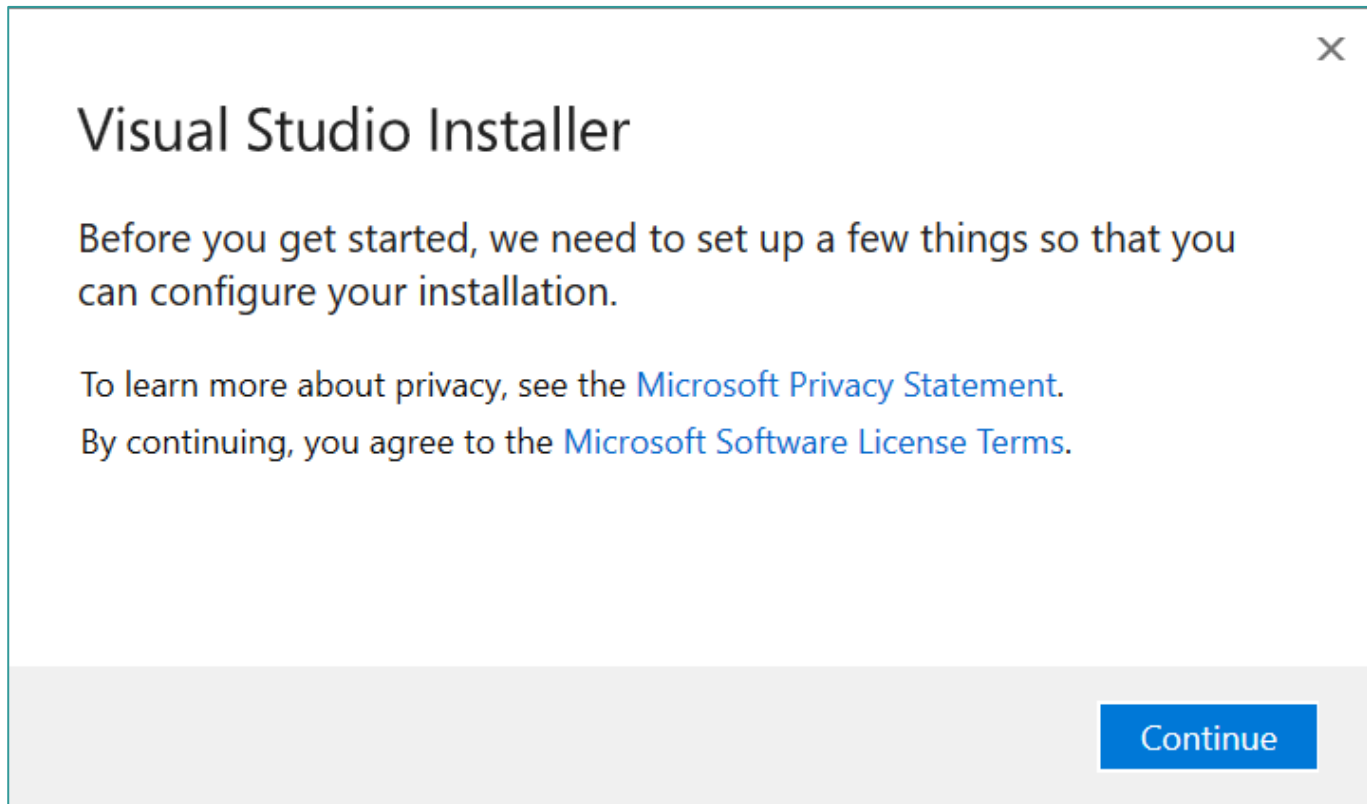 Visual Studio Installer
Before you get started, we need to set up a few things so that you
can configure your installation.
To learn more about privacy, see the Microsoft Privacy Statement.
By continuing, you agree to the Microsoft Software License Terms.
Continue